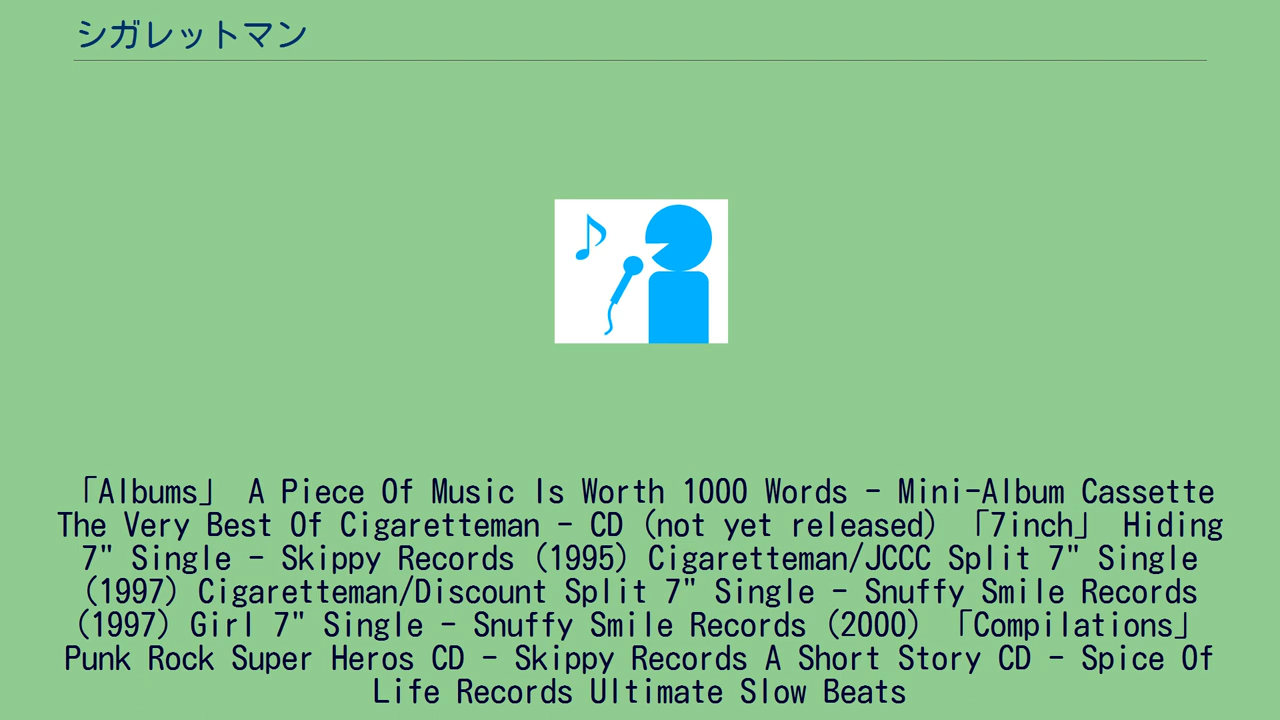 シガレットマン
「Albums」 A Piece Of Music Is Worth 1000 Words - Mini-Album Cassette
The Very Best Of Cigaretteman - CD (not yet released) 「7inch」 Hiding
7" Single - Skippy Records (1995) Cigaretteman/JCCC Split 7" Single
(1997) Cigaretteman/Discount Split 7" Single - Snuffy Smile Records
(1997) Girl 7" Single - Snuffy Smile Records (2000) 「Compilations」
Punk Rock Super Heros CD - Skippy Records A Short Story CD - Spice Of
Life Records Ultimate Slow Beats